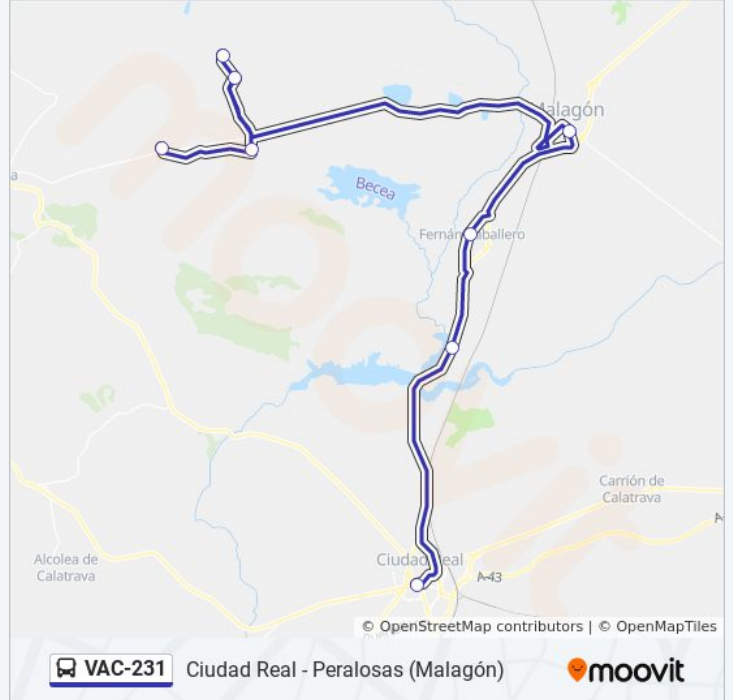 Malagón
a
Becea
Fernán Caballero
Carrión de
Calatrava
A-
Ciudad Real
Alcolea de
Calatrava
A-43
© OpenStreetMap contributors | © OpenMapTiles
VAC-231 Ciudad Real - Peralosas (Malagón) moovit
moovit